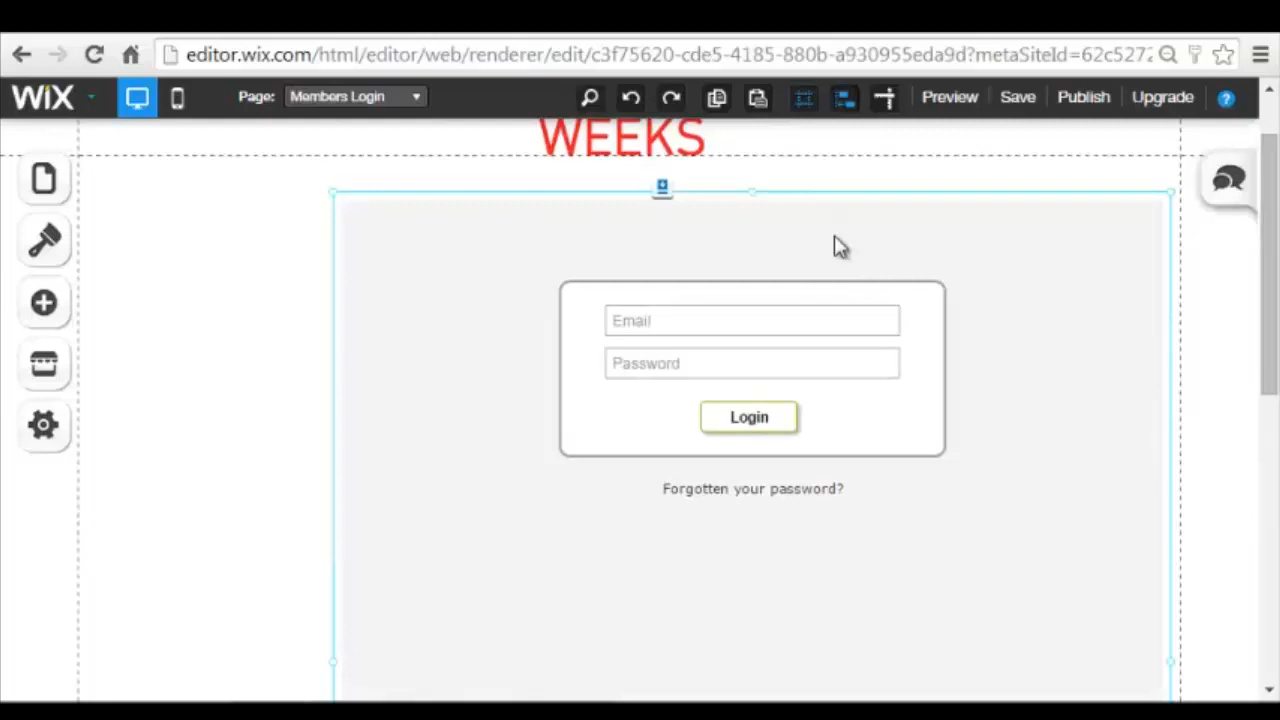 editor.wix.com/html/editor/web/renderer/edit/c3f75620-cde5-4185-880b-a930955eda9d?metaSiteId=62c527
WiX Page: Members Login Preview Save Publish Upgrade ?
WEEKS
Email
Password
Login
Forgotten your password?